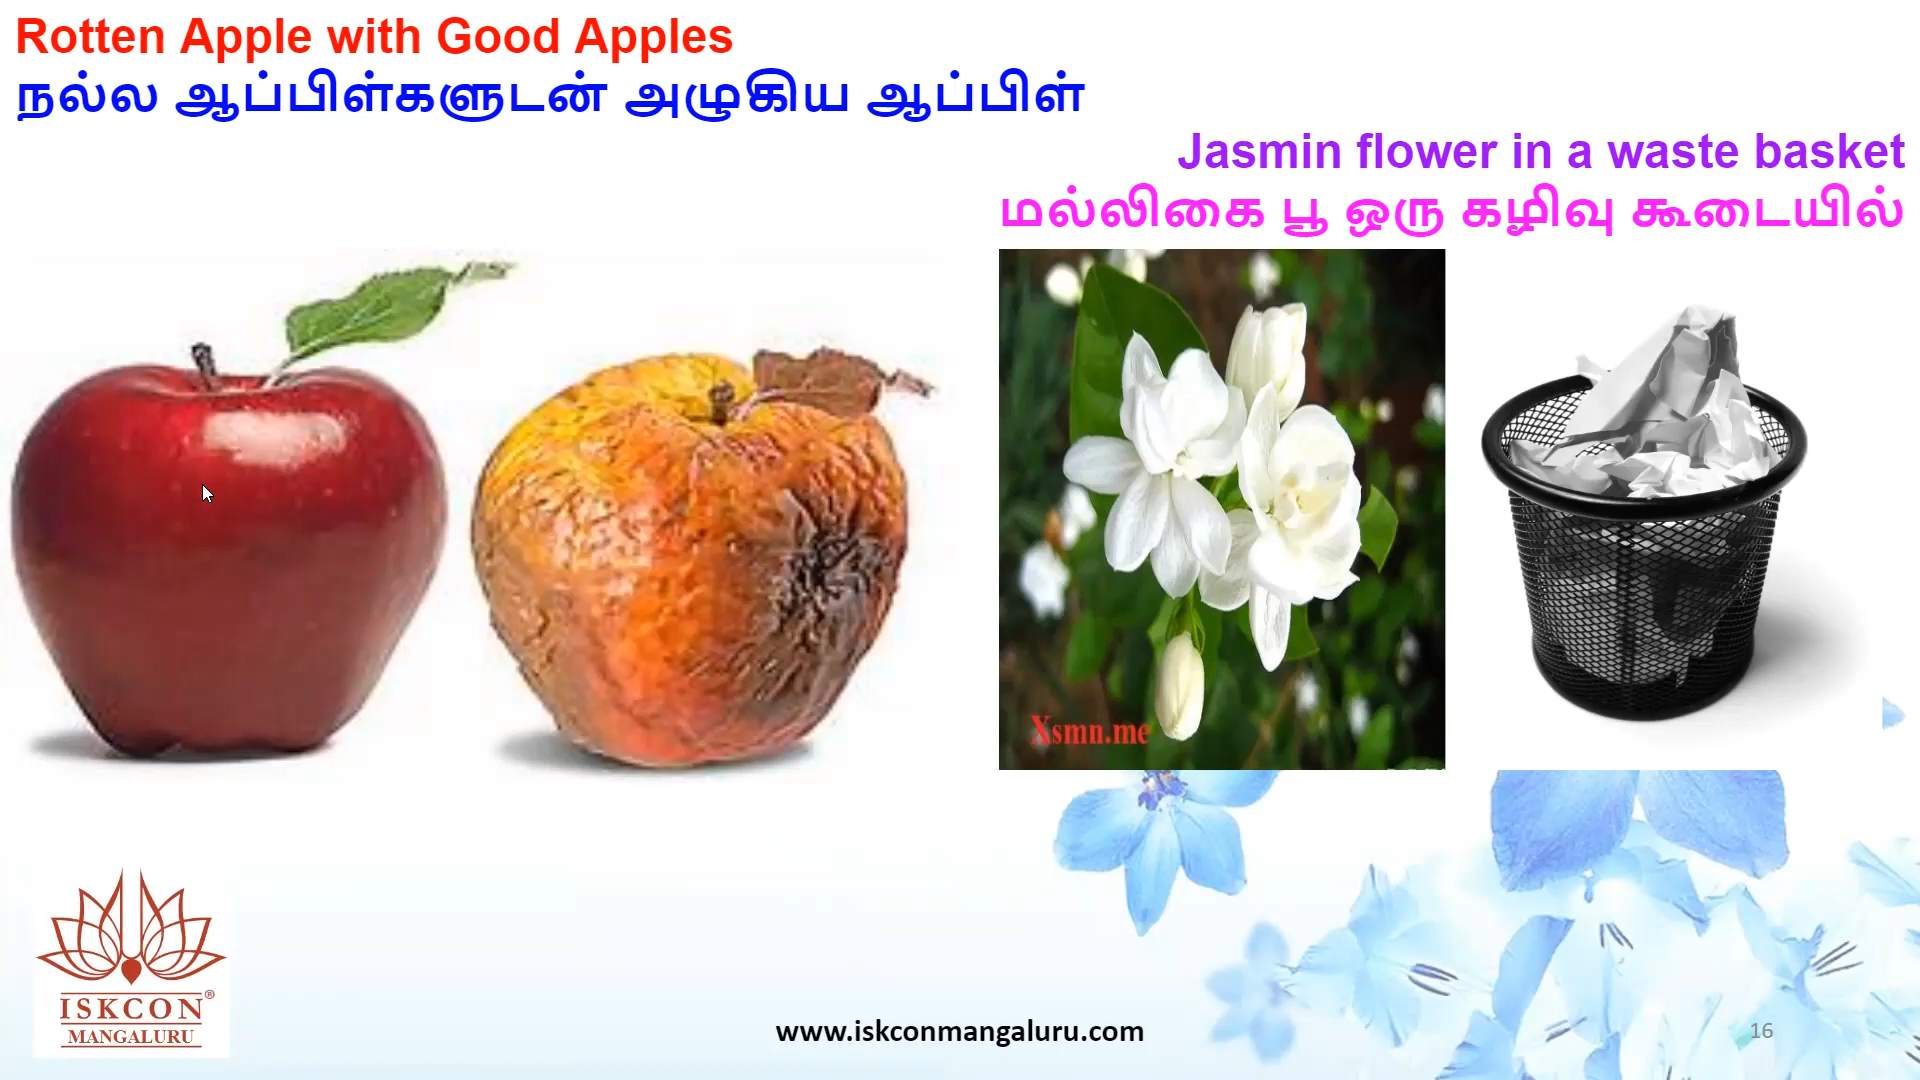 Rotten Apple with Good Apples
நல்ல ஆப்பிள்களுடன் அழுகிய ஆப்பிள்
Jasmin flower in a waste basket
மல்லிகை பூ ஒரு கழிவு கூடையில்
Xsmn.me
ISKCON®
MANGALURU
www.iskconmangaluru.com
16